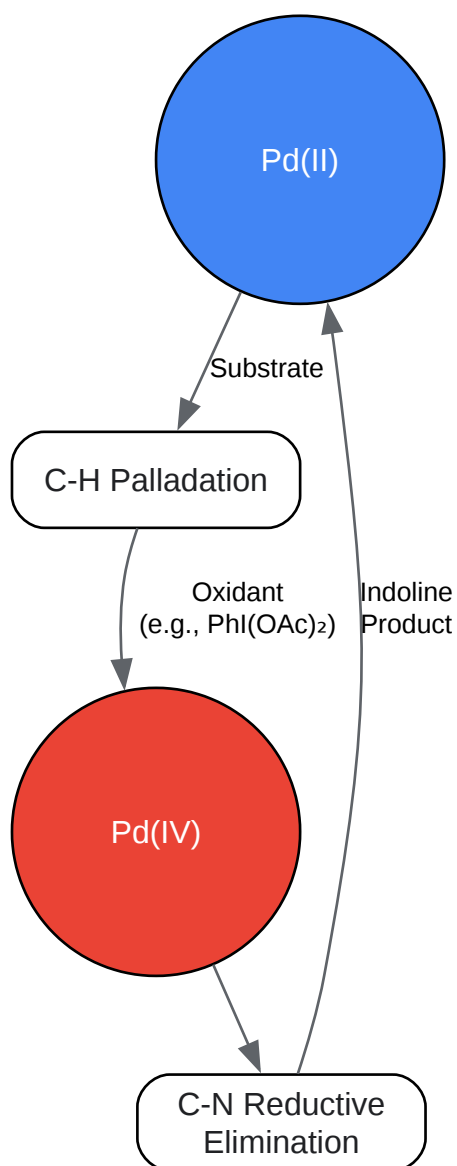 Pd(II)
Substrate
C-H Palladation
Oxidant
(e.g., PhI(OAc)₂)
Indoline
Product
Pd(IV)
C-N Reductive
Elimination